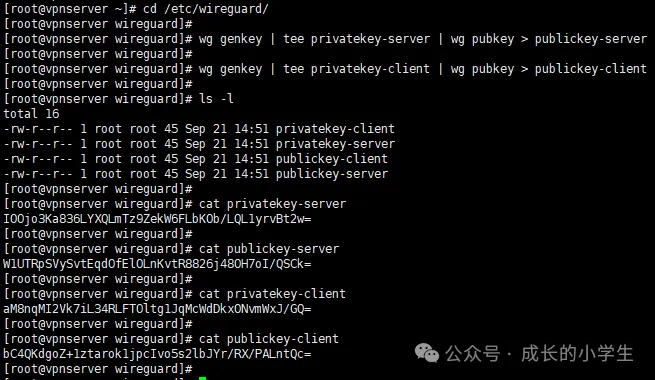 [root@vpnserver ~]# cd /etc/wireguard/
[root@vpnserver wireguard]#
[root@vpnserver wireguard]# wg genkey | tee privatekey-server | wg pubkey > publickey-server
[root@vpnserver wireguard]#
[root@vpnserver wireguard]# wg genkey | tee privatekey-client | wg pubkey > publickey-client
[root@vpnserver wireguard]#
[root@vpnserver wireguard]# ls -l
total 16
-rw-r--r-- 1 root root 45 Sep 21 14:51 privatekey-client
-rw-r--r-- 1 root root 45 Sep 21 14:51 privatekey-server
-rw-r--r-- 1 root root 45 Sep 21 14:51 publickey-client
-rw-r--r-- 1 root root 45 Sep 21 14:51 publickey-server
[root@vpnserver wireguard]#
[root@vpnserver wireguard]# cat privatekey-server
IOOjo3Ka836LYXQLmTz9ZekW6FLbKOb/LQL1yrvBt2w=
[root@vpnserver wireguard]#
[root@vpnserver wireguard]# cat publickey-server
W1UTRpSVySvtEqdOfElOLnKvtR8826j48OH7oI/QSCk=
[root@vpnserver wireguard]#
[root@vpnserver wireguard]# cat privatekey-client
aM8nqMI2Vk7iL34RLFTOltg1JqMcWdDkxONvmWxJ/GQ=
[root@vpnserver wireguard]#
[root@vpnserver wireguard]# cat publickey-client
bC4QKdgoZ+1ztarok1jpcIvo5s2lbJYr/RX/PALntQc=
[root@vpnserver wireguard]#
公众号 · 成长的小学生